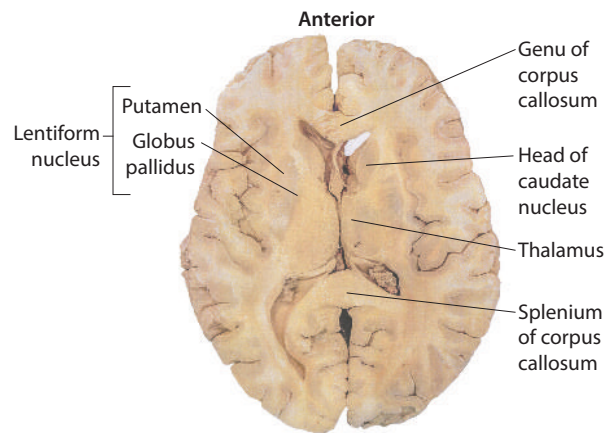 Anterior
Lentiform
nucleus
Putamen
Globus
pallidus
Genu of
corpus
callosum
Head of
caudate
nucleus
Thalamus
Splenium
of corpus
callosum